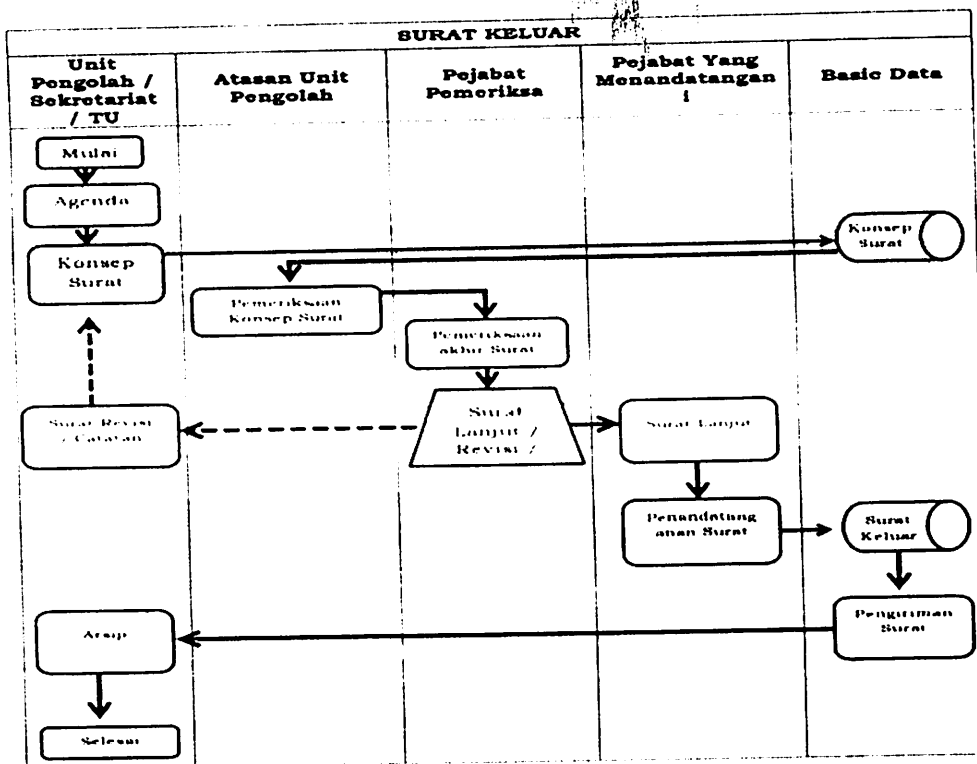 SURAT KELUAR
Unit
Pengolah /
Sekretariat
/ TU
Atasan Unit
Pengolah
Pejabat
Pemeriksa
Pejabat Yang
Menandatangan
i
Basic Data
Mulai
Agenda
Konsep
Surat
Konsep
Surat
Pemeriksaan
Konsep Surat
Pemeriksaan
akhir Surat
Surat Revisi
/ Catatan
Surat
Lanjut /
Revisi /
Surat Lanjut
Penandatang
anan Surat
Surat
Keluar
Pengiriman
Surat
Arsip
Selesai